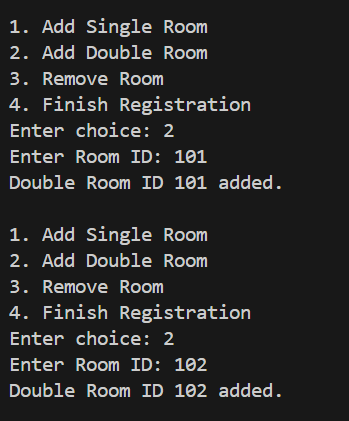 1. Add Single Room
2. Add Double Room
3. Remove Room
4. Finish Registration
Enter choice: 2
Enter Room ID: 101
Double Room ID 101 added.

1. Add Single Room
2. Add Double Room
3. Remove Room
4. Finish Registration
Enter choice: 2
Enter Room ID: 102
Double Room ID 102 added.